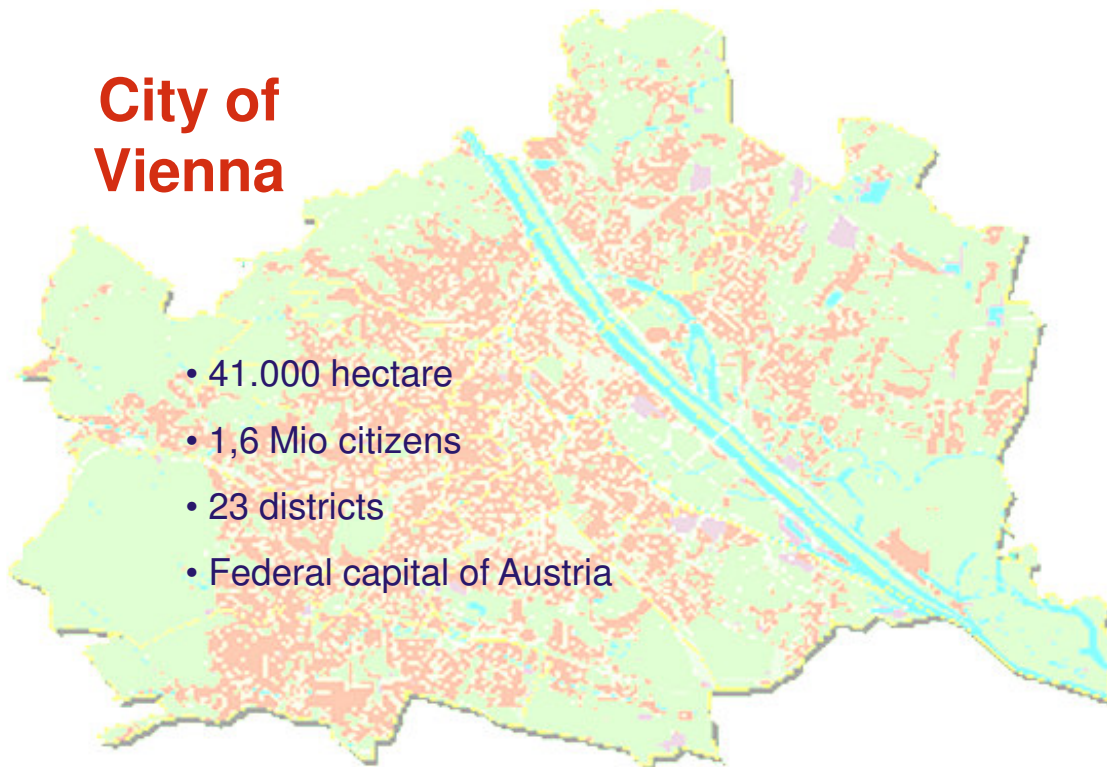 City of
Vienna
• 41.000 hectare
• 1,6 Mio citizens
• 23 districts
• Federal capital of Austria